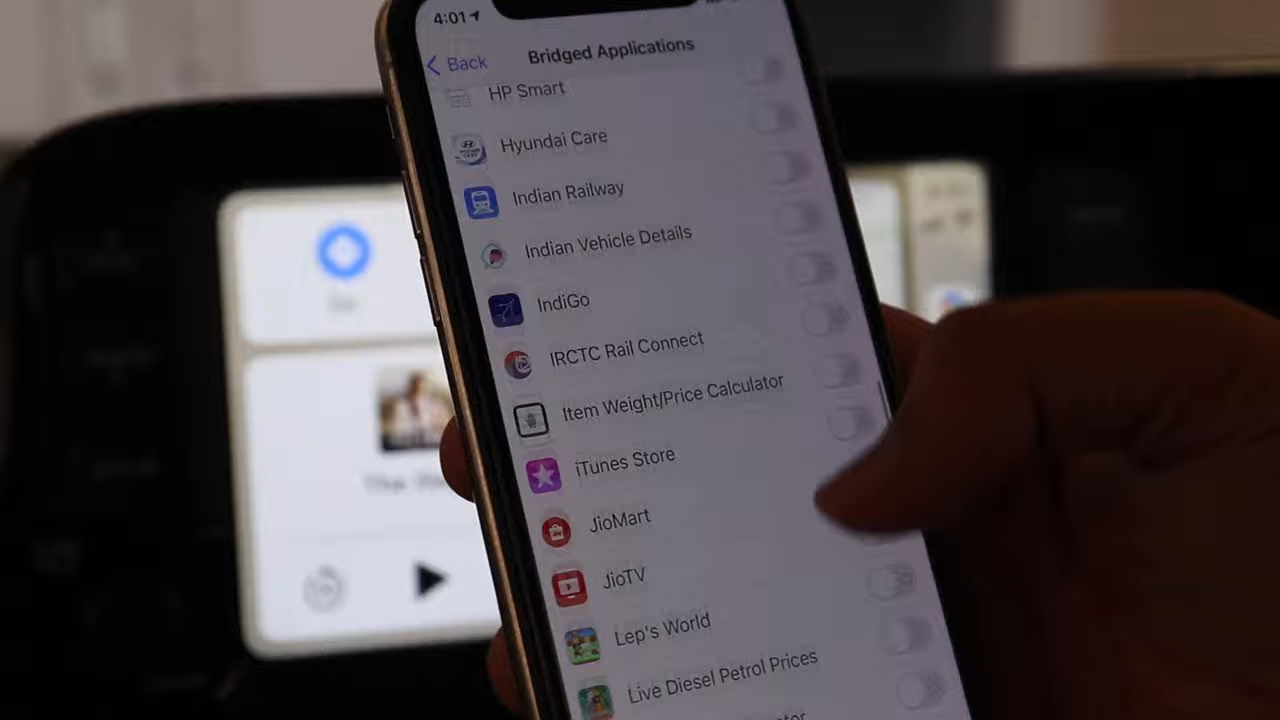 4:01
Back
Bridged Applications
HP Smart
Hyundai Care
Indian Railway
Indian Vehicle Details
IndiGo
IRCTC Rail Connect
Item Weight/Price Calculator
iTunes Store
JioMart
JioTV
Lep's World
Live Diesel Petrol Prices